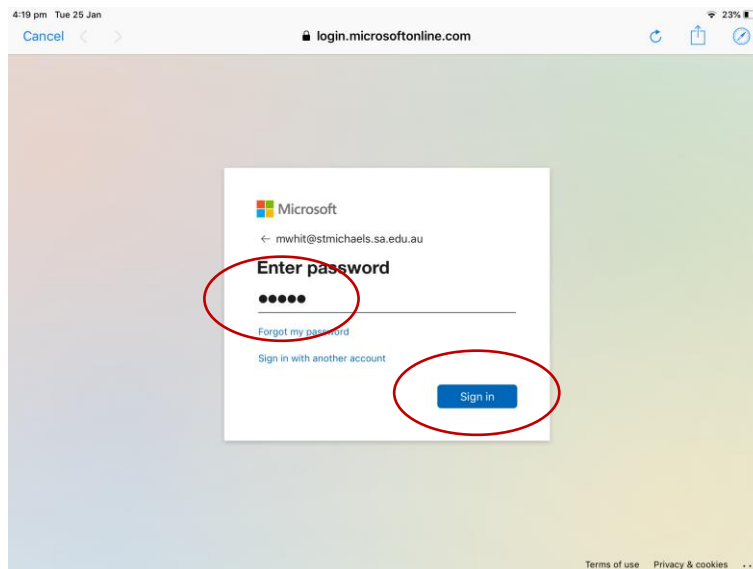 4:19 pm Tue 25 Jan 23%
Cancel login.microsoftonline.com
Microsoft
← mwhit@stmichaels.sa.edu.au
Enter password
●●●●●
Forgot my password
Sign in with another account
Sign in
Terms of use Privacy & cookies ..